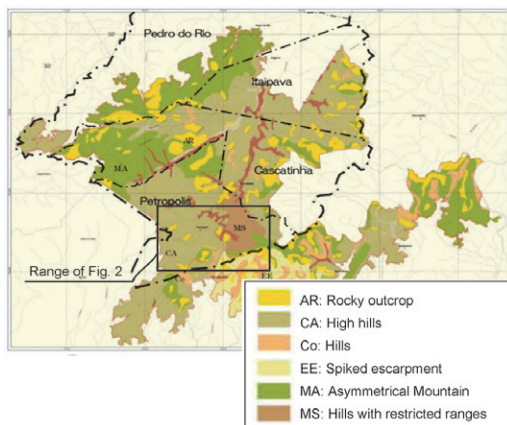 Pedro do Rio
Itaipava
AR
MA
Cascatinha
Petropolis
MS
Range of Fig. 2
CA
EE
Co
AR: Rocky outcrop
CA: High hills
Co: Hills
EE: Spiked escarpment
MA: Asymmetrical Mountain
MS: Hills with restricted ranges